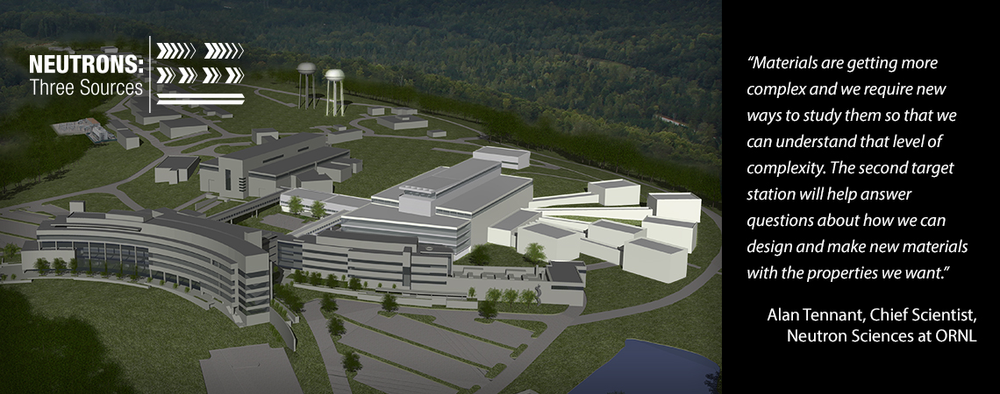 NEUTRONS:
Three Sources
“Materials are getting more
complex and we require new
ways to study them so that we
can understand that level of
complexity. The second target
station will help answer
questions about how we can
design and make new materials
with the properties we want.”
Alan Tennant, Chief Scientist,
Neutron Sciences at ORNL